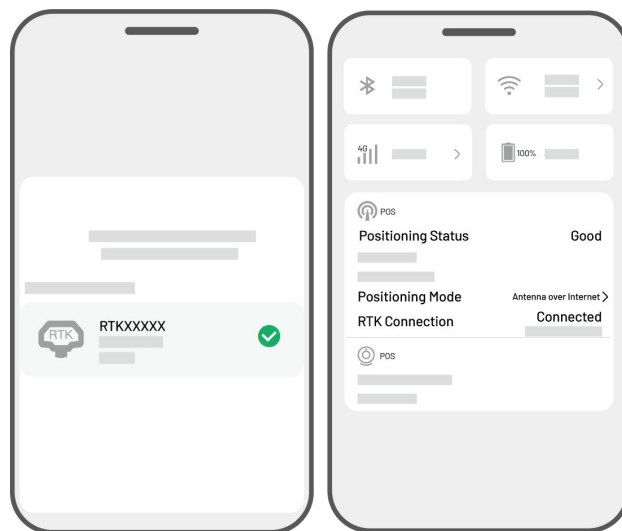 RTK
RTKXXXXX
4G
100%
POS
Positioning Status Good
Positioning Mode Antenna over Internet
RTK Connection Connected
POS